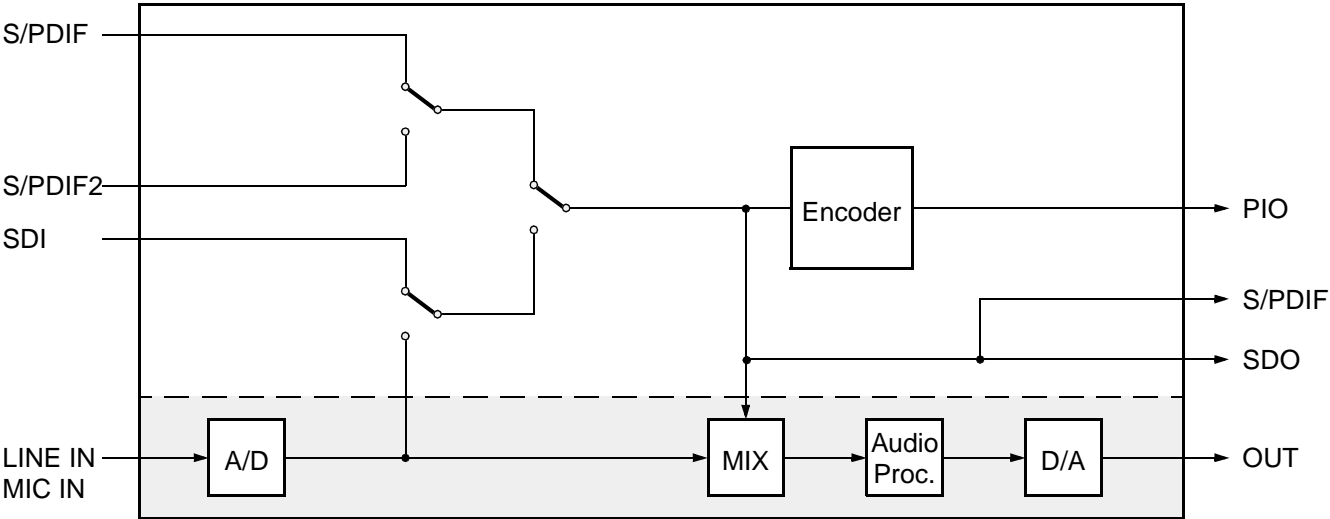 S/PDIF
S/PDIF2
SDI
Encoder
PIO
S/PDIF
SDO
LINE IN
MIC IN
A/D
MIX
Audio
Proc.
D/A
OUT